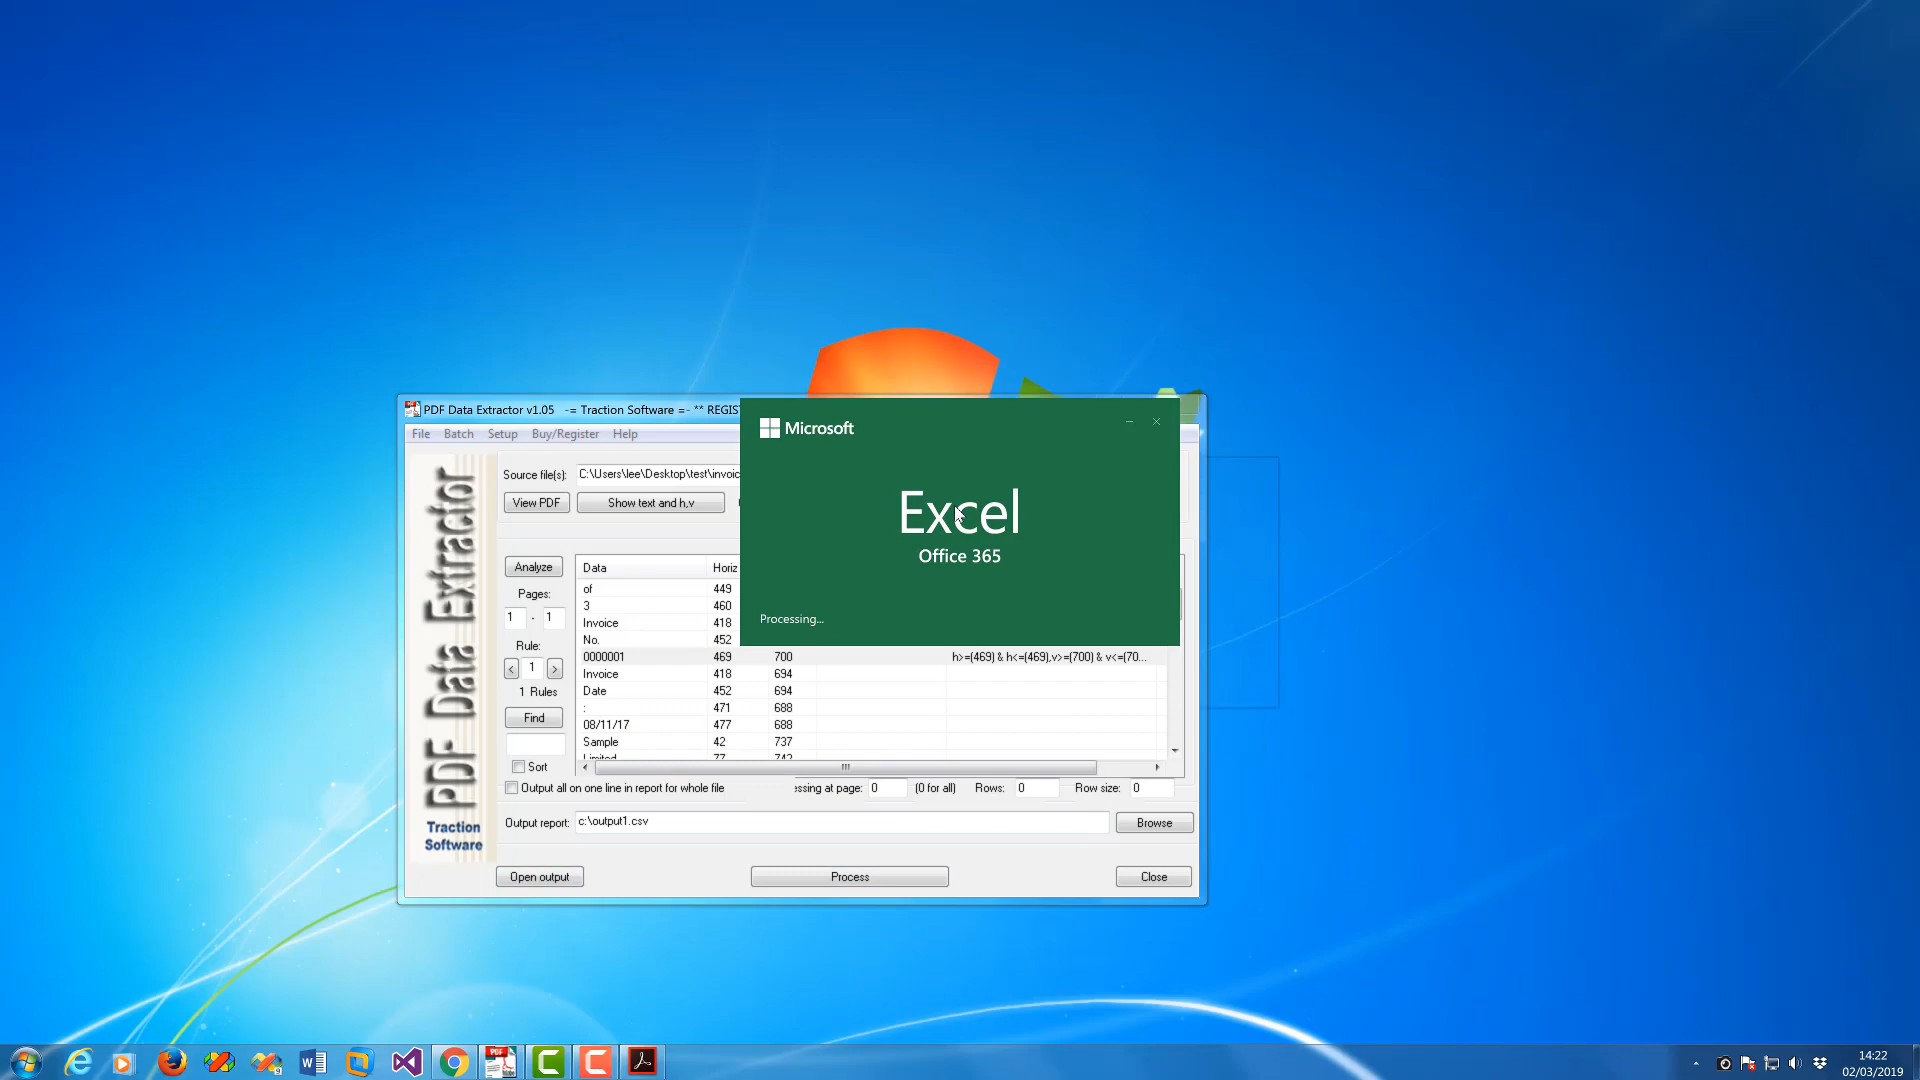 PDF Data Extractor v1.05 -= Traction Software =- ** REGIST
File Batch Setup Buy/Register Help
Microsoft
Excel
Office 365
Processing...
PDF Data Extractor
Traction
Software
Source file(s): C:\Users\lee\Desktop\test\invoic
View PDF Show text and h,v
Analyze
Pages:
1 - 1
Rule:
< 1 >
1 Rules
Find
Sort
Data Horiz
of 449
3 460
Invoice 418
No. 452
0000001 469 700 h>=(469) & h<=(469),v>=(700) & v<=(70...
Invoice 418 694
Date 452 694
: 471 688
08/11/17 477 688
Sample 42 737
Limited 77 742
Output all on one line in report for whole file
ssing at page: 0 (0 for all) Rows: 0 Row size: 0
Output report: c:\output1.csv Browse
Open output Process Close
14:22
02/03/2019